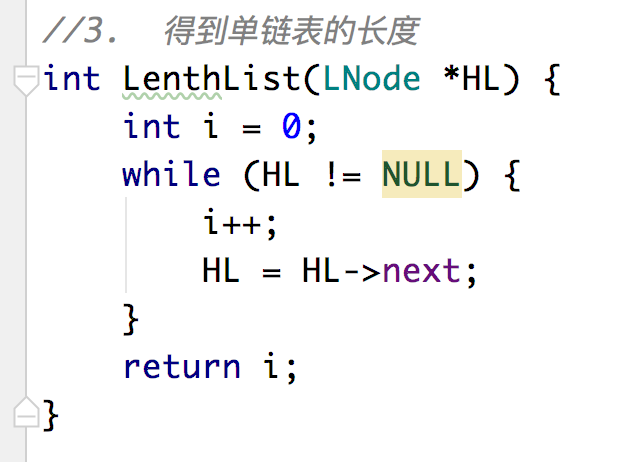 //3.  得到单链表的长度
int LenthList(LNode *HL) {
    int i = 0;
    while (HL != NULL) {
        i++;
        HL = HL->next;
    }
    return i;
}